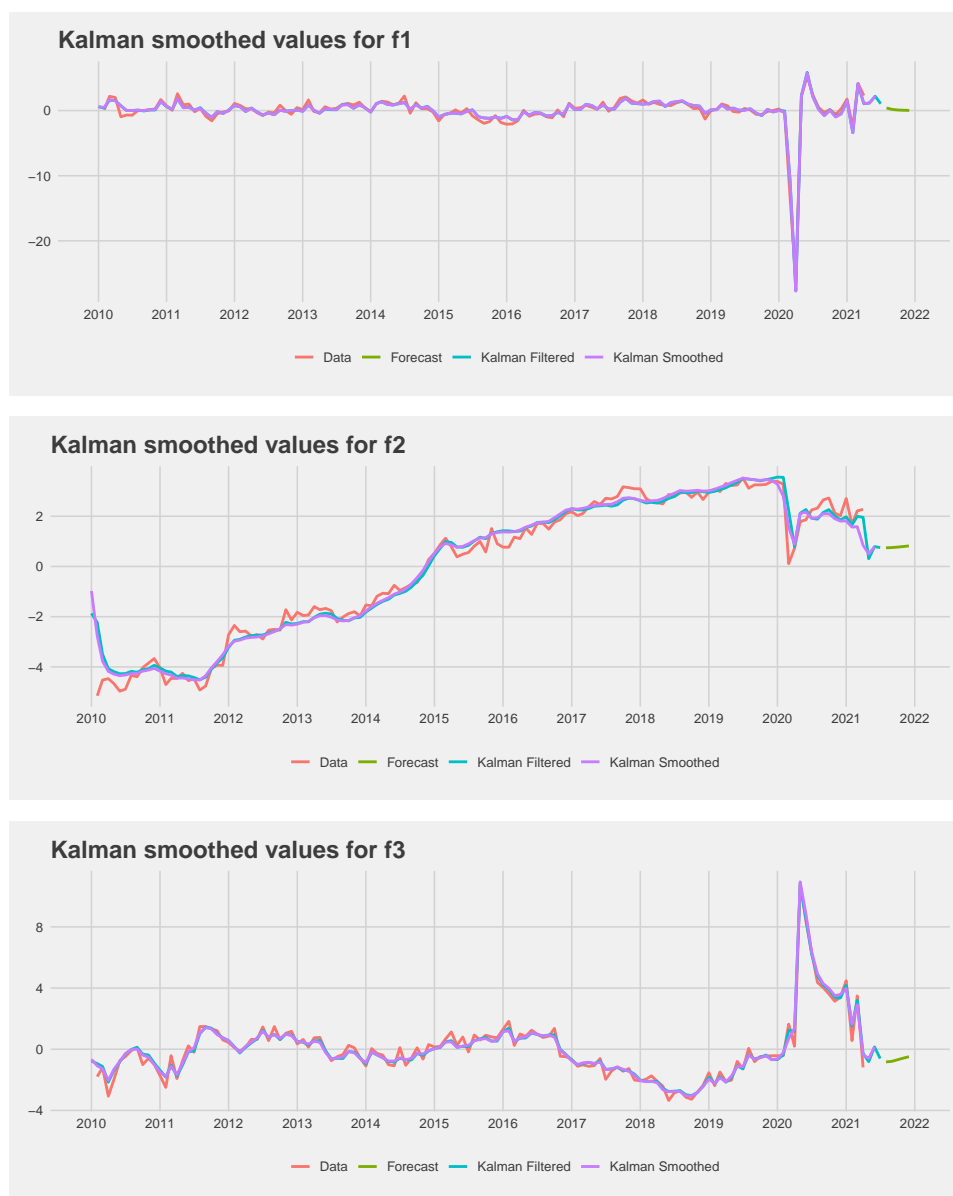 Kalman smoothed values for f1
0
−10
−20
2010 2011 2012 2013 2014 2015 2016 2017 2018 2019 2020 2021 2022
Data Forecast Kalman Filtered Kalman Smoothed
Kalman smoothed values for f2
2
0
−2
−4
2010 2011 2012 2013 2014 2015 2016 2017 2018 2019 2020 2021 2022
Data Forecast Kalman Filtered Kalman Smoothed
Kalman smoothed values for f3
8
4
0
−4
2010 2011 2012 2013 2014 2015 2016 2017 2018 2019 2020 2021 2022
Data Forecast Kalman Filtered Kalman Smoothed